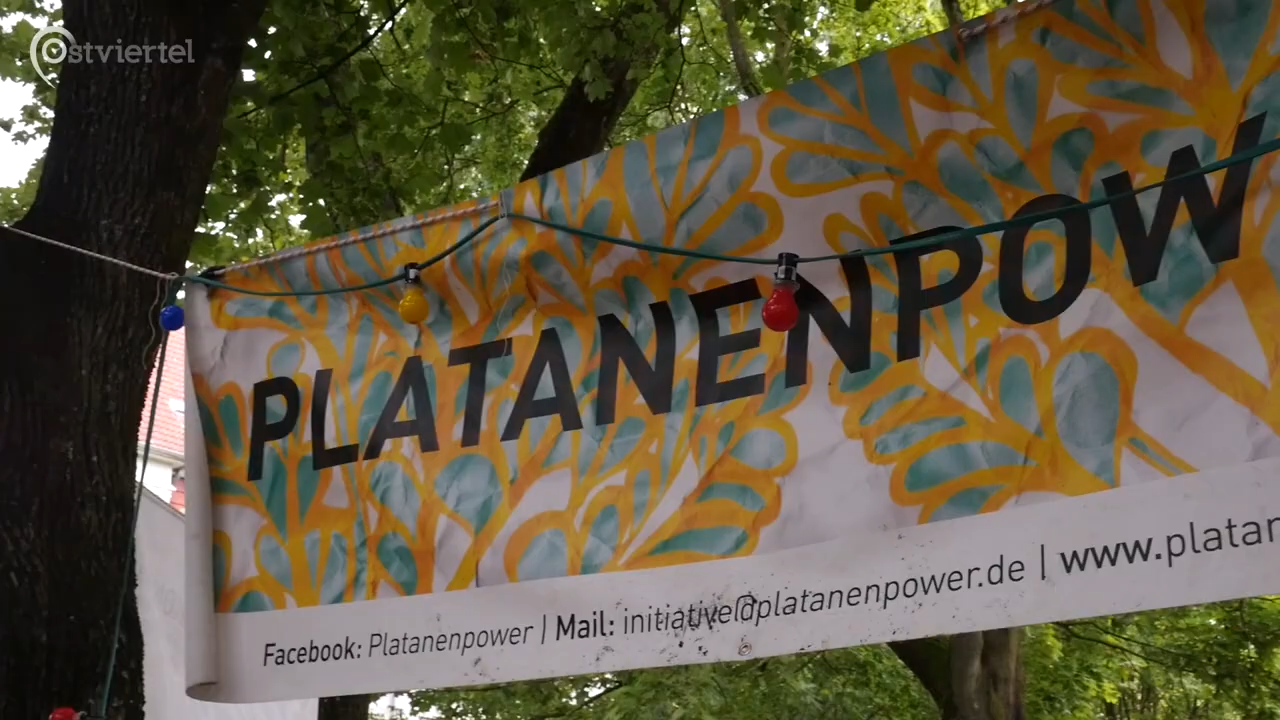 Ostviertel
PLATANENPOW
Facebook: Platanenpower | Mail: initiative@platanenpower.de | www.platan